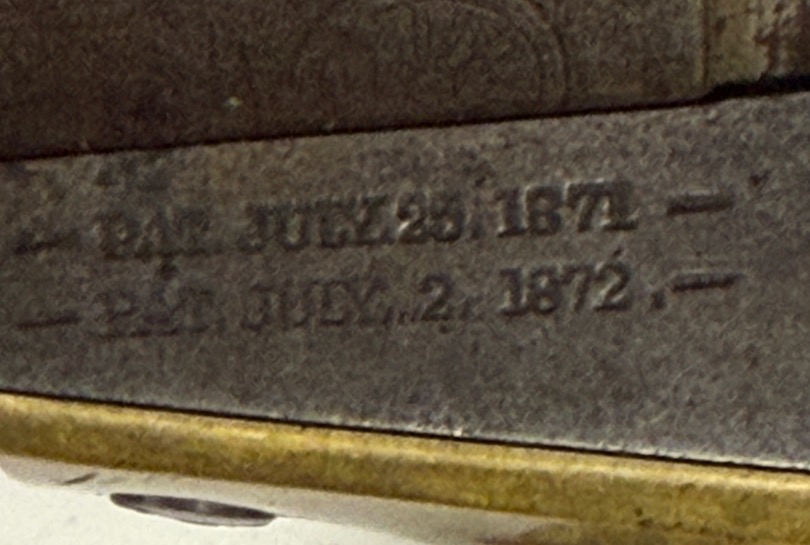 — PAT. JULY. 25. 1871 —
— PAT. JULY. 2. 1872. —